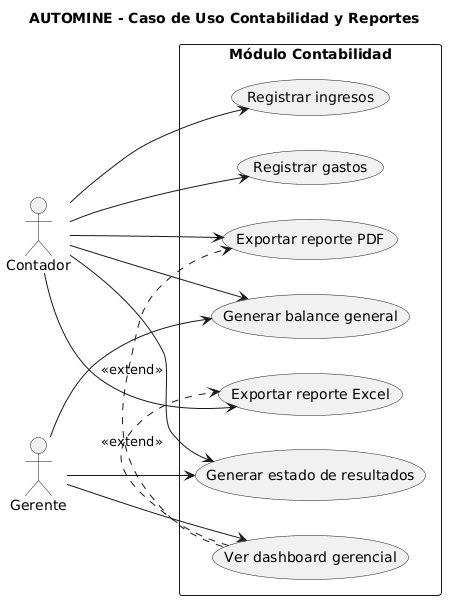 AUTOMINE - Caso de Uso Contabilidad y Reportes
Módulo Contabilidad
Registrar ingresos
Registrar gastos
Exportar reporte PDF
Contador
Generar balance general
«extend»
Exportar reporte Excel
«extend»
Generar estado de resultados
Gerente
Ver dashboard gerencial